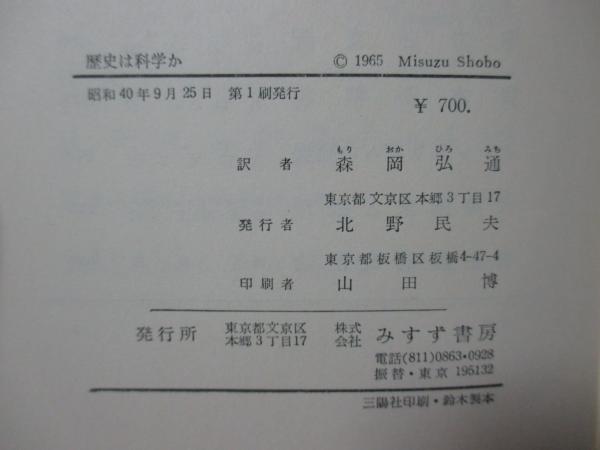 歴史は科学か © 1965 Misuzu Shobo
昭和40年9月25日 第1刷発行
¥ 700.
もり おか ひろ みち
訳者 森岡弘通
東京都文京区本郷3丁目17
発行者 北野民夫
東京都板橋区板橋4-47-4
印刷者 山田博
発行所 東京都文京区 株式 みすず書房
本郷3丁目17 会社
電話(811)0863・0928
振替・東京 195132
三陽社印刷・鈴木製本